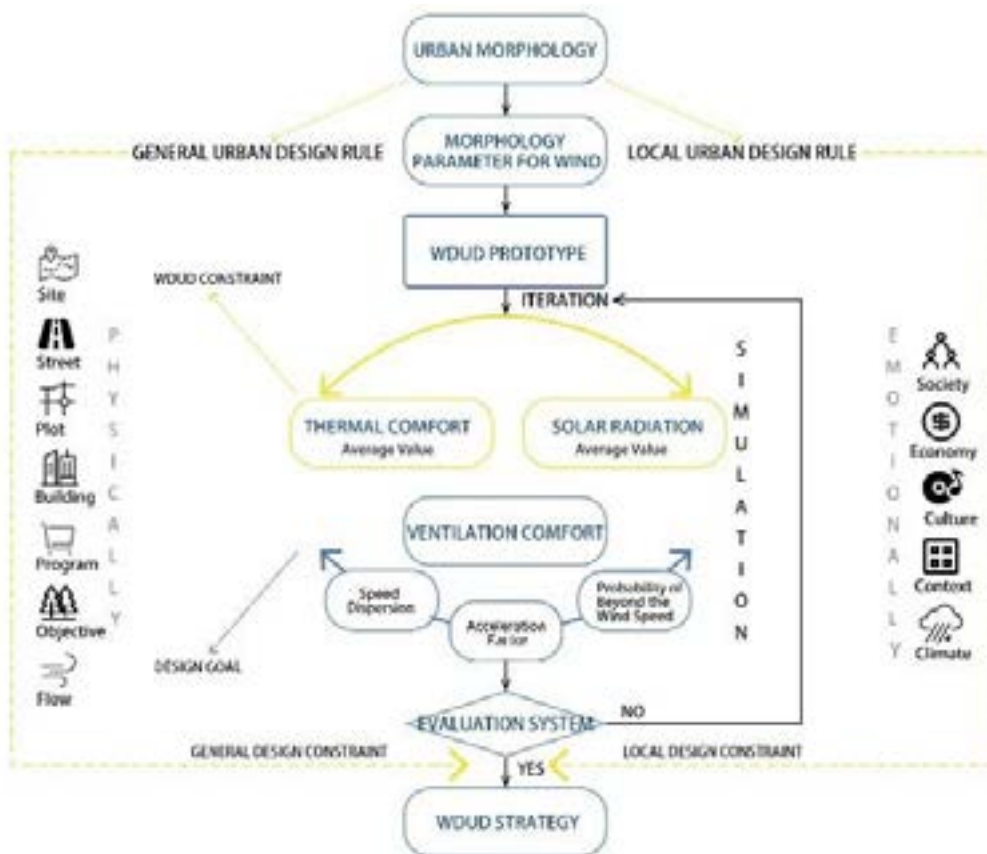 URBAN MORPHOLOGY
GENERAL URBAN DESIGN RULE
MORPHOLOGY
PARAMETER FOR WIND
LOCAL URBAN DESIGN RULE
WDUD PROTOTYPE
WDUD CONSTRAINT
ITERATION
Site
Street
Plot
Building
Program
Objective
Flow
PHYSICALLY
THERMAL COMFORT
Average Value
SOLAR RADIATION
Average Value
SIMULATION
EMOTIONALLY
Society
Economy
Culture
Context
Climate
VENTILATION COMFORT
Speed
Dispersion
Acceleration
Factor
Probability of
Beyond the
Wind Speed
DESIGN GOAL
EVALUATION SYSTEM
NO
GENERAL DESIGN CONSTRAINT
LOCAL DESIGN CONSTRAINT
YES
WDUD STRATEGY